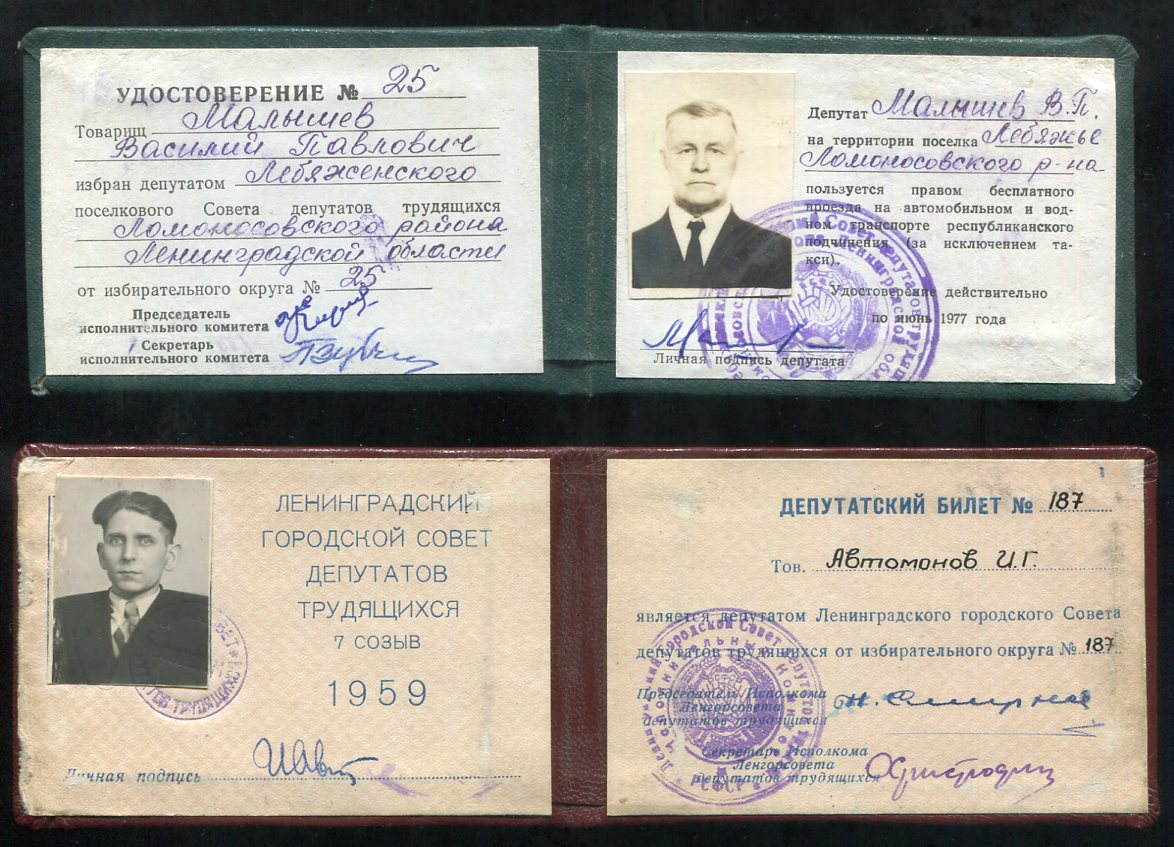 УДОСТОВЕРЕНИЕ № 25
Товарищ Малышев
Василий Павлович
избран депутатом Лебяженского
поселкового Совета депутатов трудящихся
Ломоносовского района
Ленинградской области
от избирательного округа № 25
Председатель
исполнительного комитета
Секретарь
исполнительного комитета
Депутат Малышев В.П.
на территории поселка Лебяжье
Ломоносовского р-на
пользуется правом бесплатного
проезда на автомобильном и вод-
ном транспорте республиканского
подчинения (за исключением та-
кси).
Удостоверение действительно
по июнь 1977 года
Личная подпись депутата
ЛЕНИНГРАДСКИЙ
ГОРОДСКОЙ СОВЕТ
ДЕПУТАТОВ
ТРУДЯЩИХСЯ
7 СОЗЫВ
1959
Личная подпись
ДЕПУТАТСКИЙ БИЛЕТ № 187
Тов. Автомонов И.Г.
является депутатом Ленинградского городского Совета
депутатов трудящихся от избирательного округа № 187
Председатель Исполкома
Ленгорсовета
депутатов трудящихся
Н. Смирнов
Секретарь Исполкома
Ленгорсовета
депутатов трудящихся
РСФСР